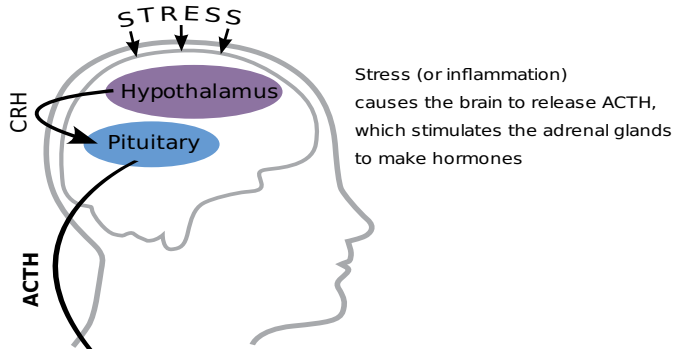 STRESS
Hypothalamus
CRH
Pituitary
ACTH
Stress (or inflammation)
causes the brain to release ACTH,
which stimulates the adrenal glands
to make hormones